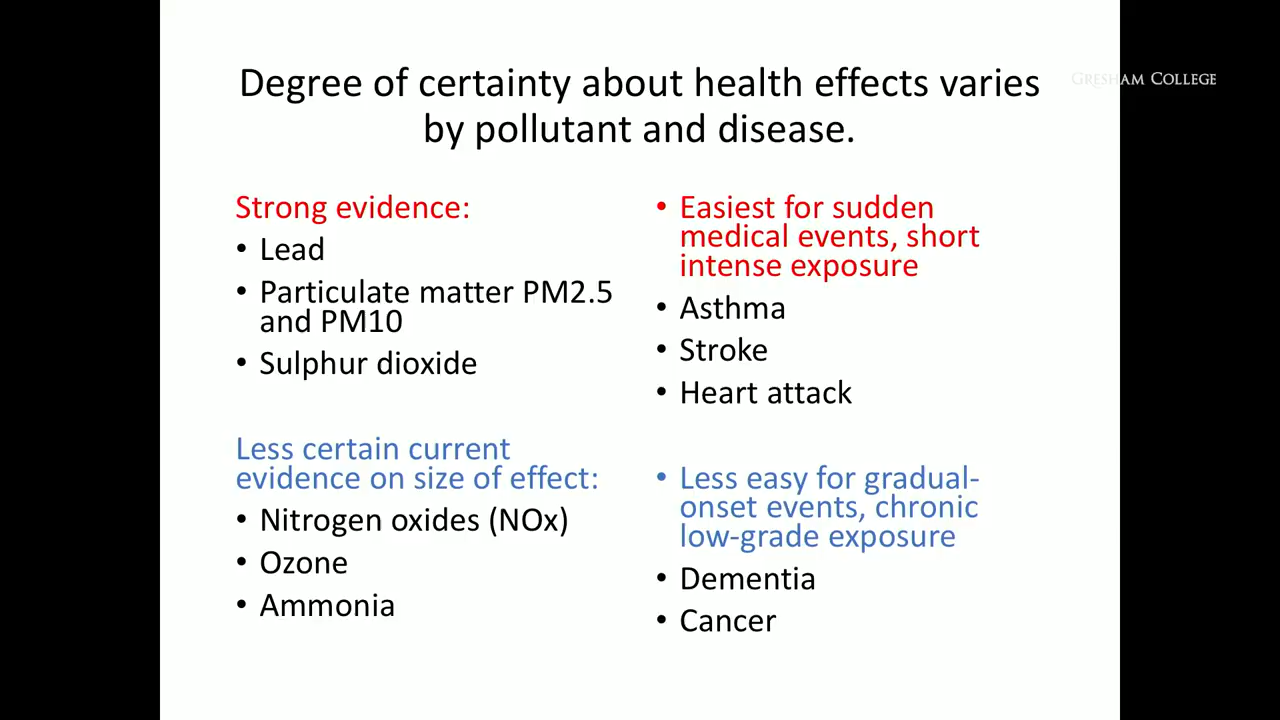 Degree of certainty about health effects varies
by pollutant and disease.
GRESHAM COLLEGE
Strong evidence:
• Lead
• Particulate matter PM2.5
and PM10
• Sulphur dioxide
Less certain current
evidence on size of effect:
• Nitrogen oxides (NOx)
• Ozone
• Ammonia
• Easiest for sudden
medical events, short
intense exposure
• Asthma
• Stroke
• Heart attack
• Less easy for gradual-
onset events, chronic
low-grade exposure
• Dementia
• Cancer